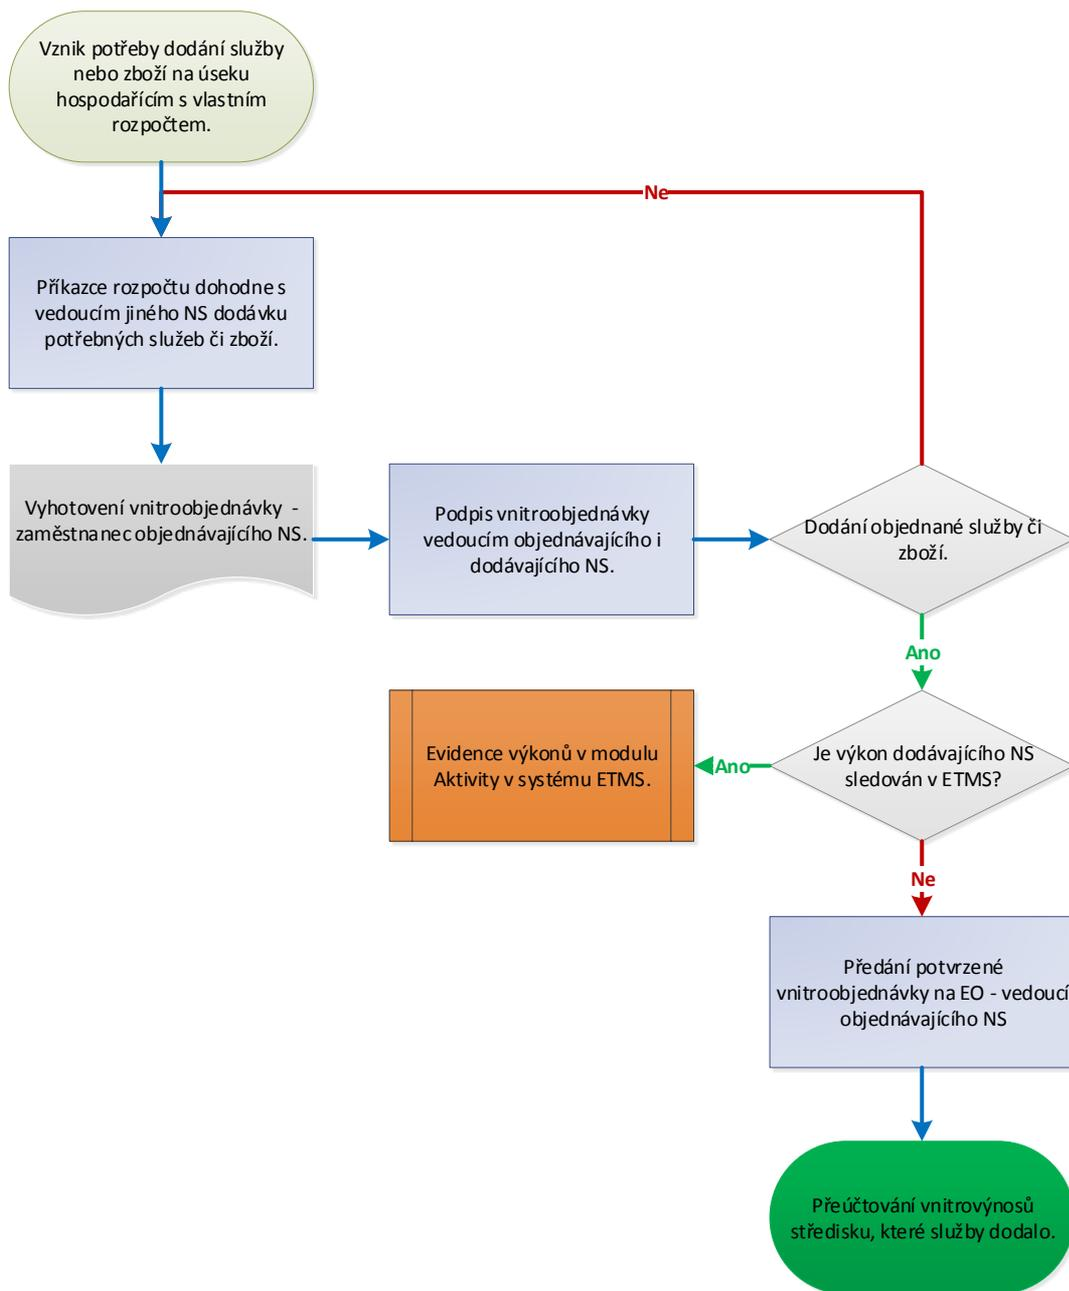 Vznik potřeby dodání služby
nebo zboží na úseku
hospodařícím s vlastním
rozpočtem.
Ne
Příkazce rozpočtu dohodne s
vedoucím jiného NS dodávku
potřebných služeb či zboží.
Vyhotovení vnitroobjednávky -
zaměstnanec objednávajícího NS.
Podpis vnitroobjednávky
vedoucím objednávajícího i
dodávajícího NS.
Dodání objednané služby či
zboží.
Ano
Evidence výkonů v modulu
Aktivity v systému ETMS.
Ano
Je výkon dodávajícího NS
sledován v ETMS?
Ne
Předání potvrzené
vnitroobjednávky na EO - vedoucí
objednávajícího NS
Přeúčtování vnitrovýnosů
středisku, které služby dodalo.